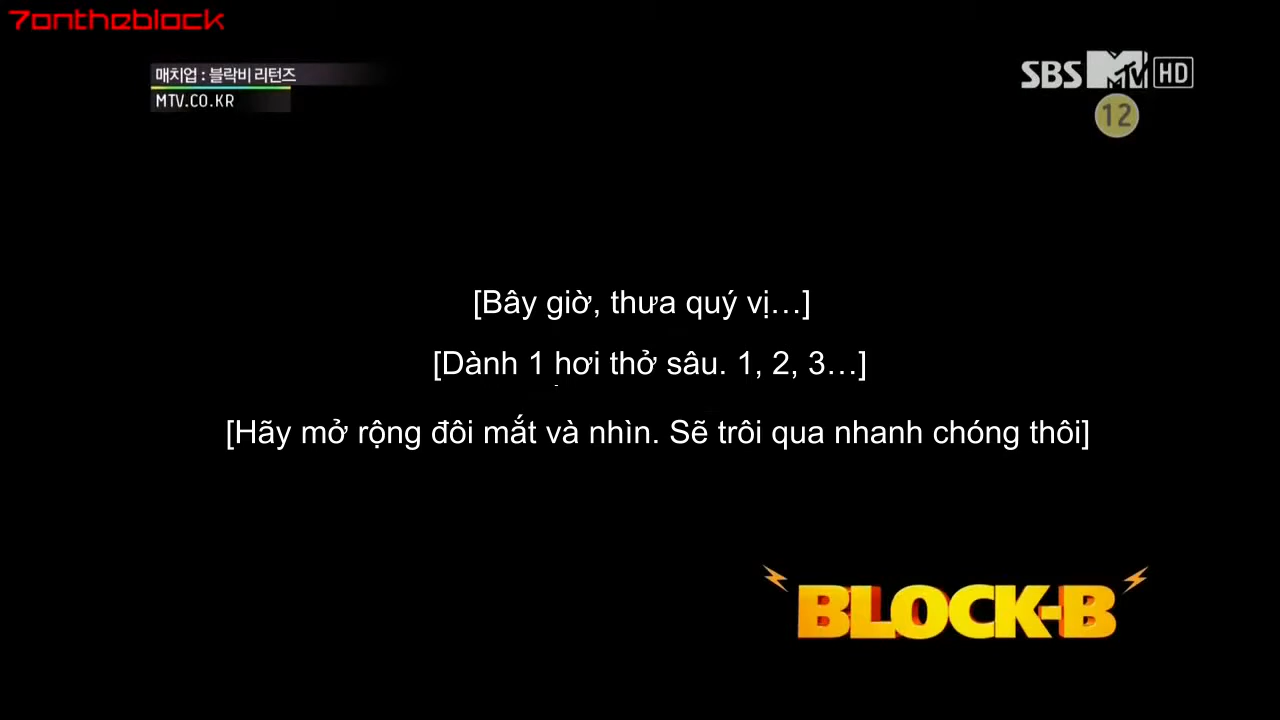 7ontheblock
매치업 : 블락비 리턴즈
MTV.CO.KR
SBS MTV HD
12
[Bây giờ, thưa quý vị…]
[Dành 1 hơi thở sâu. 1, 2, 3…]
[Hãy mở rộng đôi mắt và nhìn. Sẽ trôi qua nhanh chóng thôi]
BLOCK-B